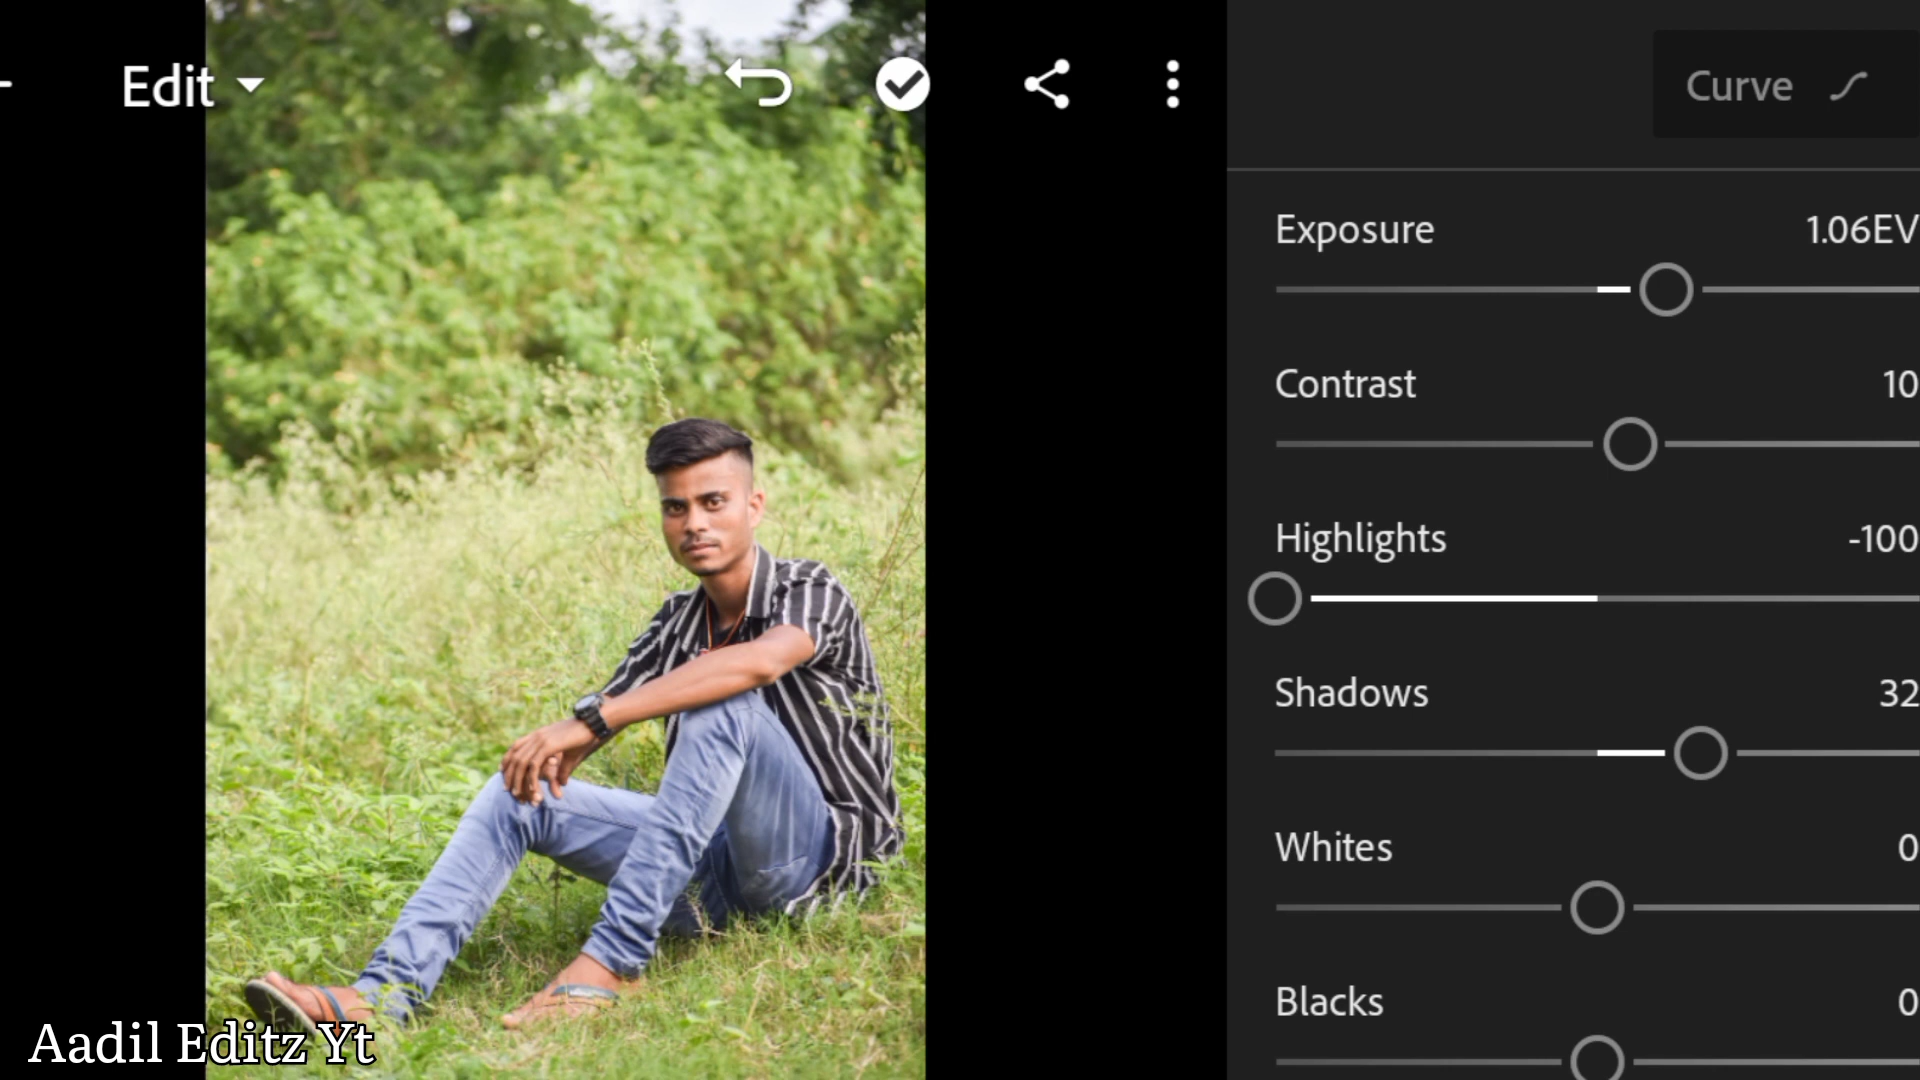 Edit
Curve
Exposure 1.06EV
Contrast 10
Highlights -100
Shadows 32
Whites 0
Blacks 0
Aadil Editz Yt